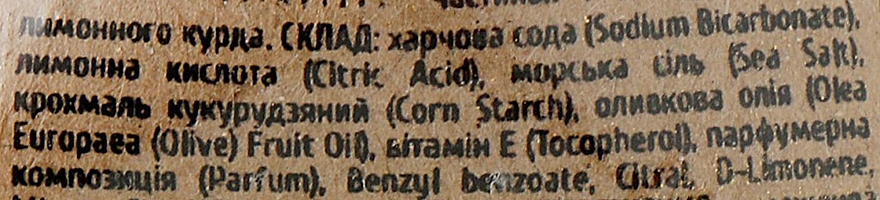 лимонного курда. СКЛАД: харчова сода (Sodium Bicarbonate),
лимонна кислота (Citric Acid), морська сіль (Sea Salt),
крохмаль кукурудзяний (Corn Starch), оливкова олія (Olea
Europaea (Olive) Fruit Oil), вітамін E (Tocopherol), парфумерна
композиція (Parfum), Benzyl benzoate, Citral, D-Limonene,